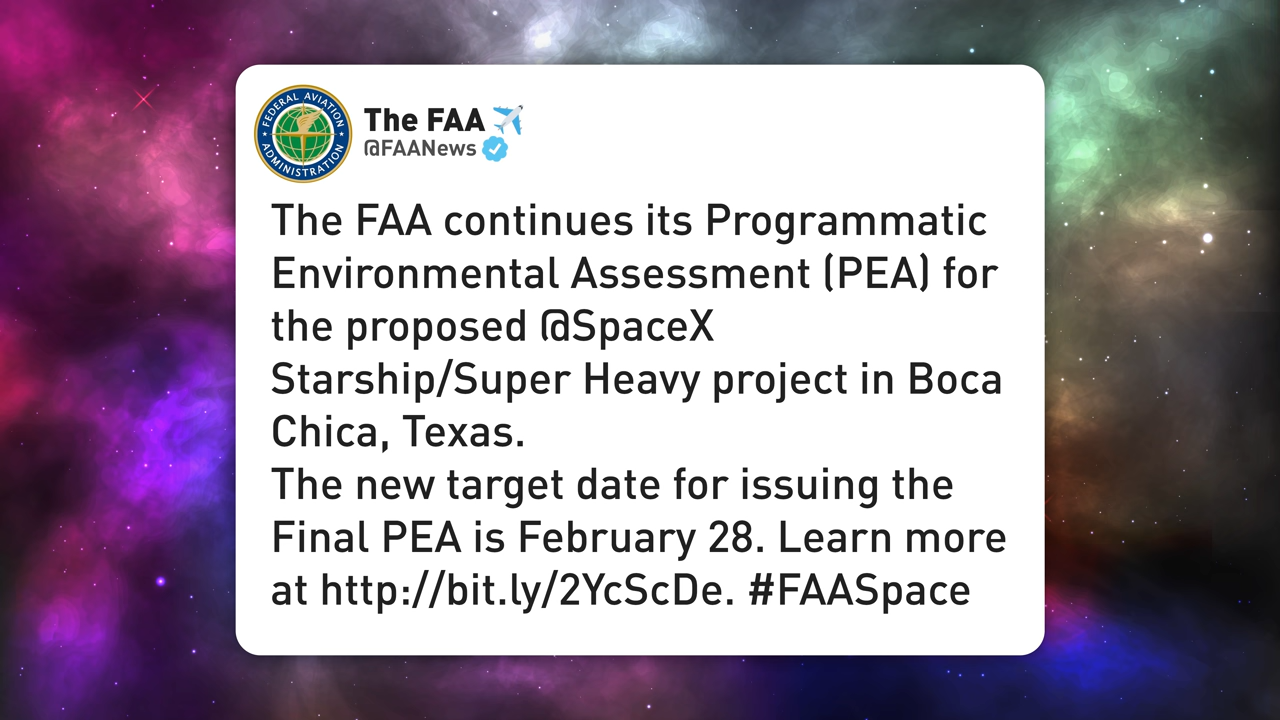 FEDERAL AVIATION
ADMINISTRATION
The FAA ✈️
@FAANews
The FAA continues its Programmatic
Environmental Assessment (PEA) for
the proposed @SpaceX
Starship/Super Heavy project in Boca
Chica, Texas.
The new target date for issuing the
Final PEA is February 28. Learn more
at http://bit.ly/2YcScDe. #FAASpace